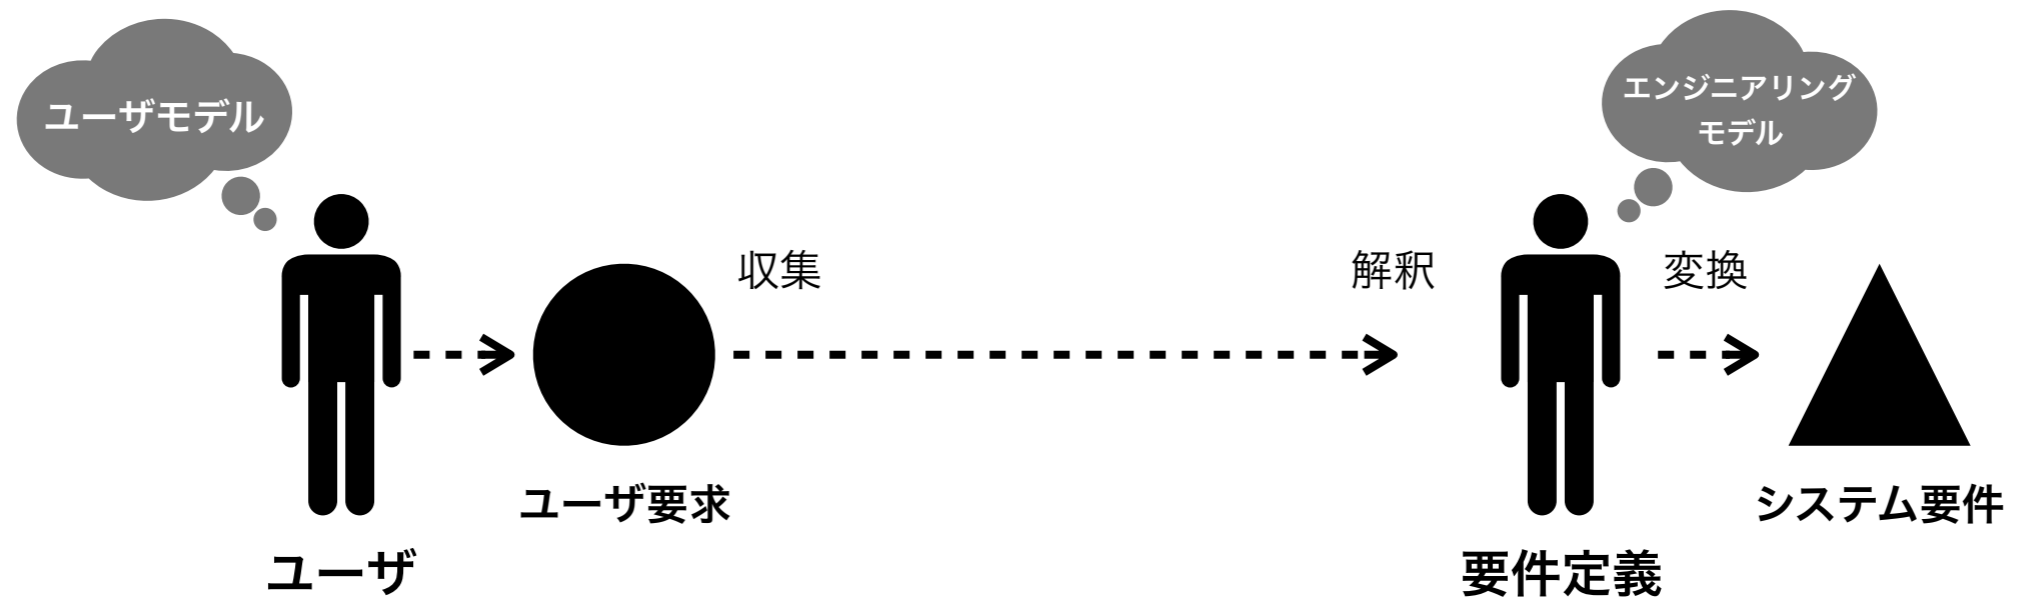 ユーザモデル
エンジニアリング
モデル
収集
解釈
変換
ユーザ要求
システム要件
ユーザ
要件定義